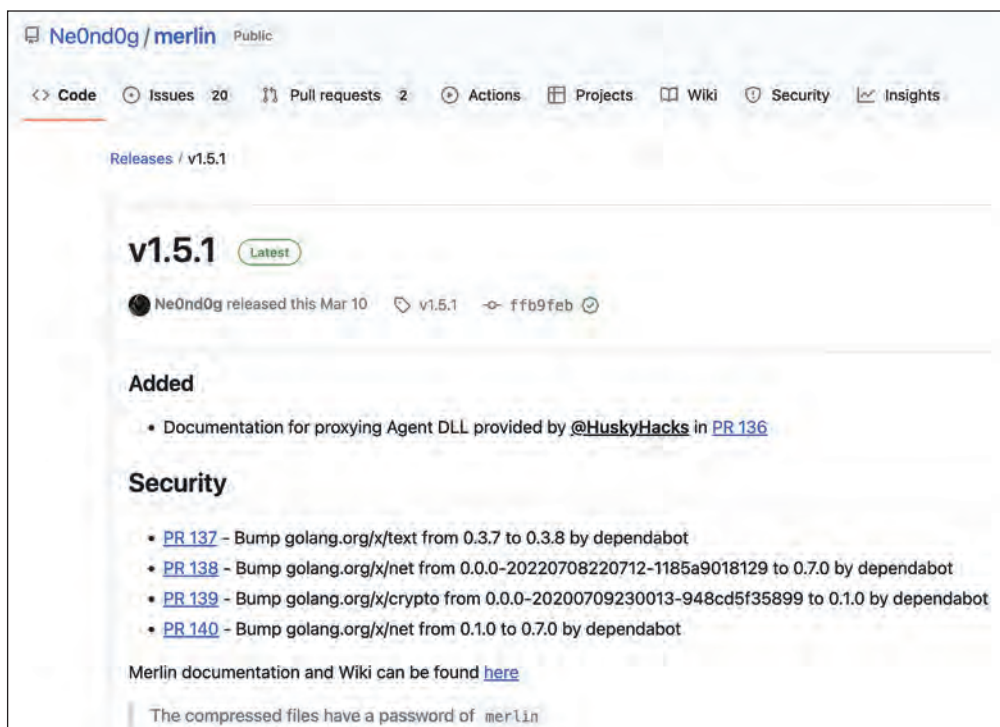 Ne0nd0g / merlin Public
<> Code Issues 20 Pull requests 2 Actions Projects Wiki Security Insights
Releases / v1.5.1
v1.5.1 Latest
Ne0nd0g released this Mar 10 v1.5.1 ffb9feb
Added
• Documentation for proxying Agent DLL provided by @HuskyHacks in PR 136
Security
• PR 137 - Bump golang.org/x/text from 0.3.7 to 0.3.8 by dependabot
• PR 138 - Bump golang.org/x/net from 0.0.0-20220708220712-1185a9018129 to 0.7.0 by dependabot
• PR 139 - Bump golang.org/x/crypto from 0.0.0-20200709230013-948cd5f35899 to 0.1.0 by dependabot
• PR 140 - Bump golang.org/x/net from 0.1.0 to 0.7.0 by dependabot
Merlin documentation and Wiki can be found here
The compressed files have a password of merlin